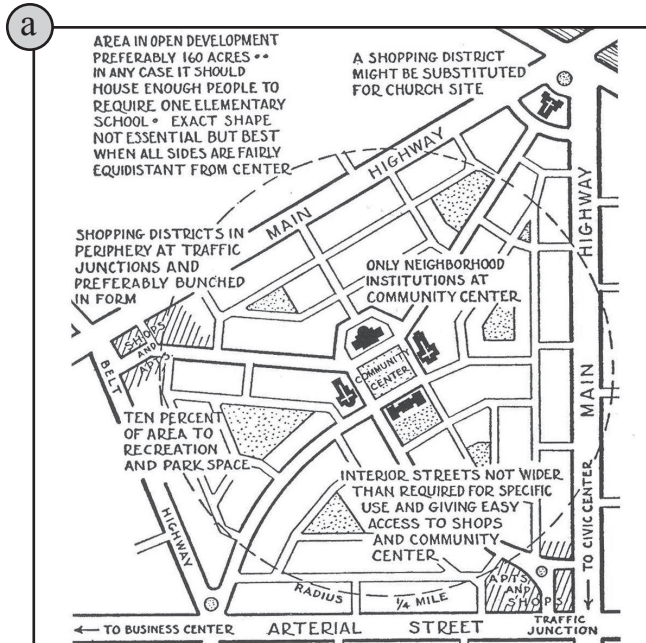 a
AREA IN OPEN DEVELOPMENT
PREFERABLY 160 ACRES • •
IN ANY CASE IT SHOULD
HOUSE ENOUGH PEOPLE TO
REQUIRE ONE ELEMENTARY
SCHOOL • EXACT SHAPE
NOT ESSENTIAL BUT BEST
WHEN ALL SIDES ARE FAIRLY
EQUIDISTANT FROM CENTER
A SHOPPING DISTRICT
MIGHT BE SUBSTITUTED
FOR CHURCH SITE
MAIN HIGHWAY
SHOPPING DISTRICTS IN
PERIPHERY AT TRAFFIC
JUNCTIONS AND
PREFERABLY BUNCHED
IN FORM
ONLY NEIGHBORHOOD
INSTITUTIONS AT
COMMUNITY CENTER
SHOPS
AND
APTS
COMMUNITY
CENTER
BELT HIGHWAY
MAIN HIGHWAY
TEN PERCENT
OF AREA TO
RECREATION
AND PARK SPACE
INTERIOR STREETS NOT WIDER
THAN REQUIRED FOR SPECIFIC
USE AND GIVING EASY
ACCESS TO SHOPS
AND COMMUNITY
CENTER
TO CIVIC CENTER
RADIUS 1/4 MILE
APTS
AND
SHOPS
← TO BUSINESS CENTER
ARTERIAL STREET
TRAFFIC
JUNCTION